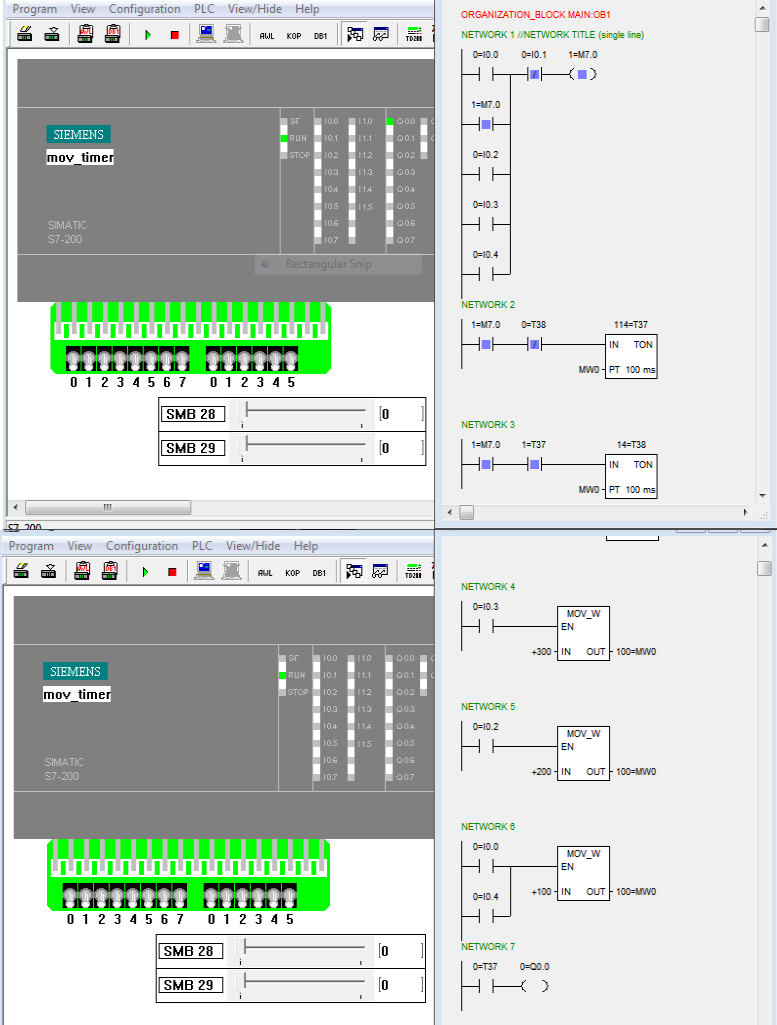 Program View Configuration PLC View/Hide Help
AWL KOP DB1 TD200
SIEMENS
mov_timer
SIMATIC
S7-200
SF I0.0 I1.0 Q0.0
RUN I0.1 I1.1 Q0.1
STOP I0.2 I1.2 Q0.2
I0.3 I1.3 Q0.3
I0.4 I1.4 Q0.4
I0.5 I1.5 Q0.5
I0.6 Q0.6
I0.7 Q0.7
Rectangular Snip
0 1 2 3 4 5 6 7 0 1 2 3 4 5
SMB 28 [0 ]
SMB 29 [0 ]
S7-200
ORGANIZATION_BLOCK MAIN:OB1
NETWORK 1 //NETWORK TITLE (single line)
0=I0.0 0=I0.1 1=M7.0
1=M7.0
0=I0.2
0=I0.3
0=I0.4
NETWORK 2
1=M7.0 0=T38 114=T37
IN TON
MW0 PT 100 ms
NETWORK 3
1=M7.0 1=T37 14=T38
IN TON
MW0 PT 100 ms
Program View Configuration PLC View/Hide Help
AWL KOP DB1 TD200
SIEMENS
mov_timer
SIMATIC
S7-200
SF I0.0 I1.0 Q0.0
RUN I0.1 I1.1 Q0.1
STOP I0.2 I1.2 Q0.2
I0.3 I1.3 Q0.3
I0.4 I1.4 Q0.4
I0.5 I1.5 Q0.5
I0.6 Q0.6
I0.7 Q0.7
0 1 2 3 4 5 6 7 0 1 2 3 4 5
SMB 28 [0 ]
SMB 29 [0 ]
NETWORK 4
0=I0.3 MOV_W
EN
+300 IN OUT 100=MW0
NETWORK 5
0=I0.2 MOV_W
EN
+200 IN OUT 100=MW0
NETWORK 6
0=I0.0 MOV_W
EN
0=I0.4 +100 IN OUT 100=MW0
NETWORK 7
0=T37 0=Q0.0